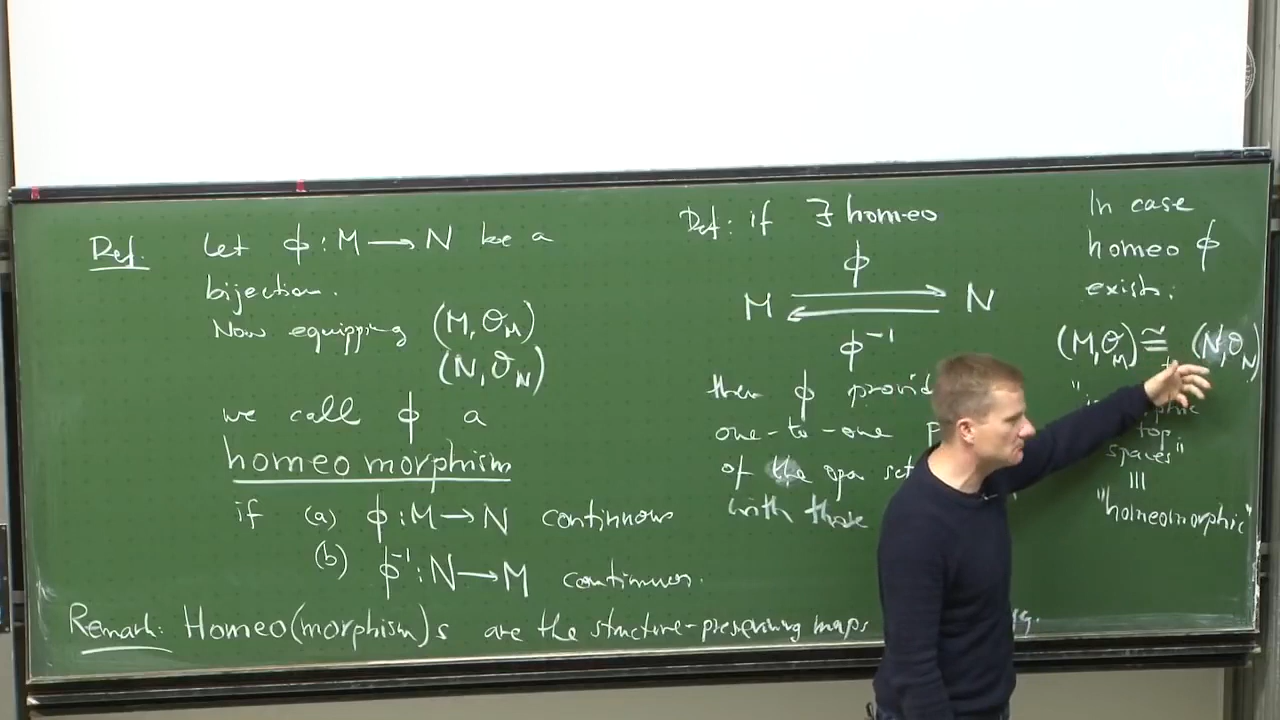 Def. Let ϕ : M → N be a
bijection.
Now equipping (M, O_M)
(N, O_N)
we call ϕ a
homeomorphism
if (a) ϕ : M → N continuous
(b) ϕ⁻¹ : N → M continuous.
Remark: Homeo(morphism)s are the structure-preserving maps
Def: if ∃ homeo
ϕ
M ⇄ N
ϕ⁻¹
then ϕ provid
one-to-one p
of the open set
with those
In case
homeo ϕ
exist:
(M, O_M) ≅ (N, O_N)
top
spaces"
≡
"homeomorphic"